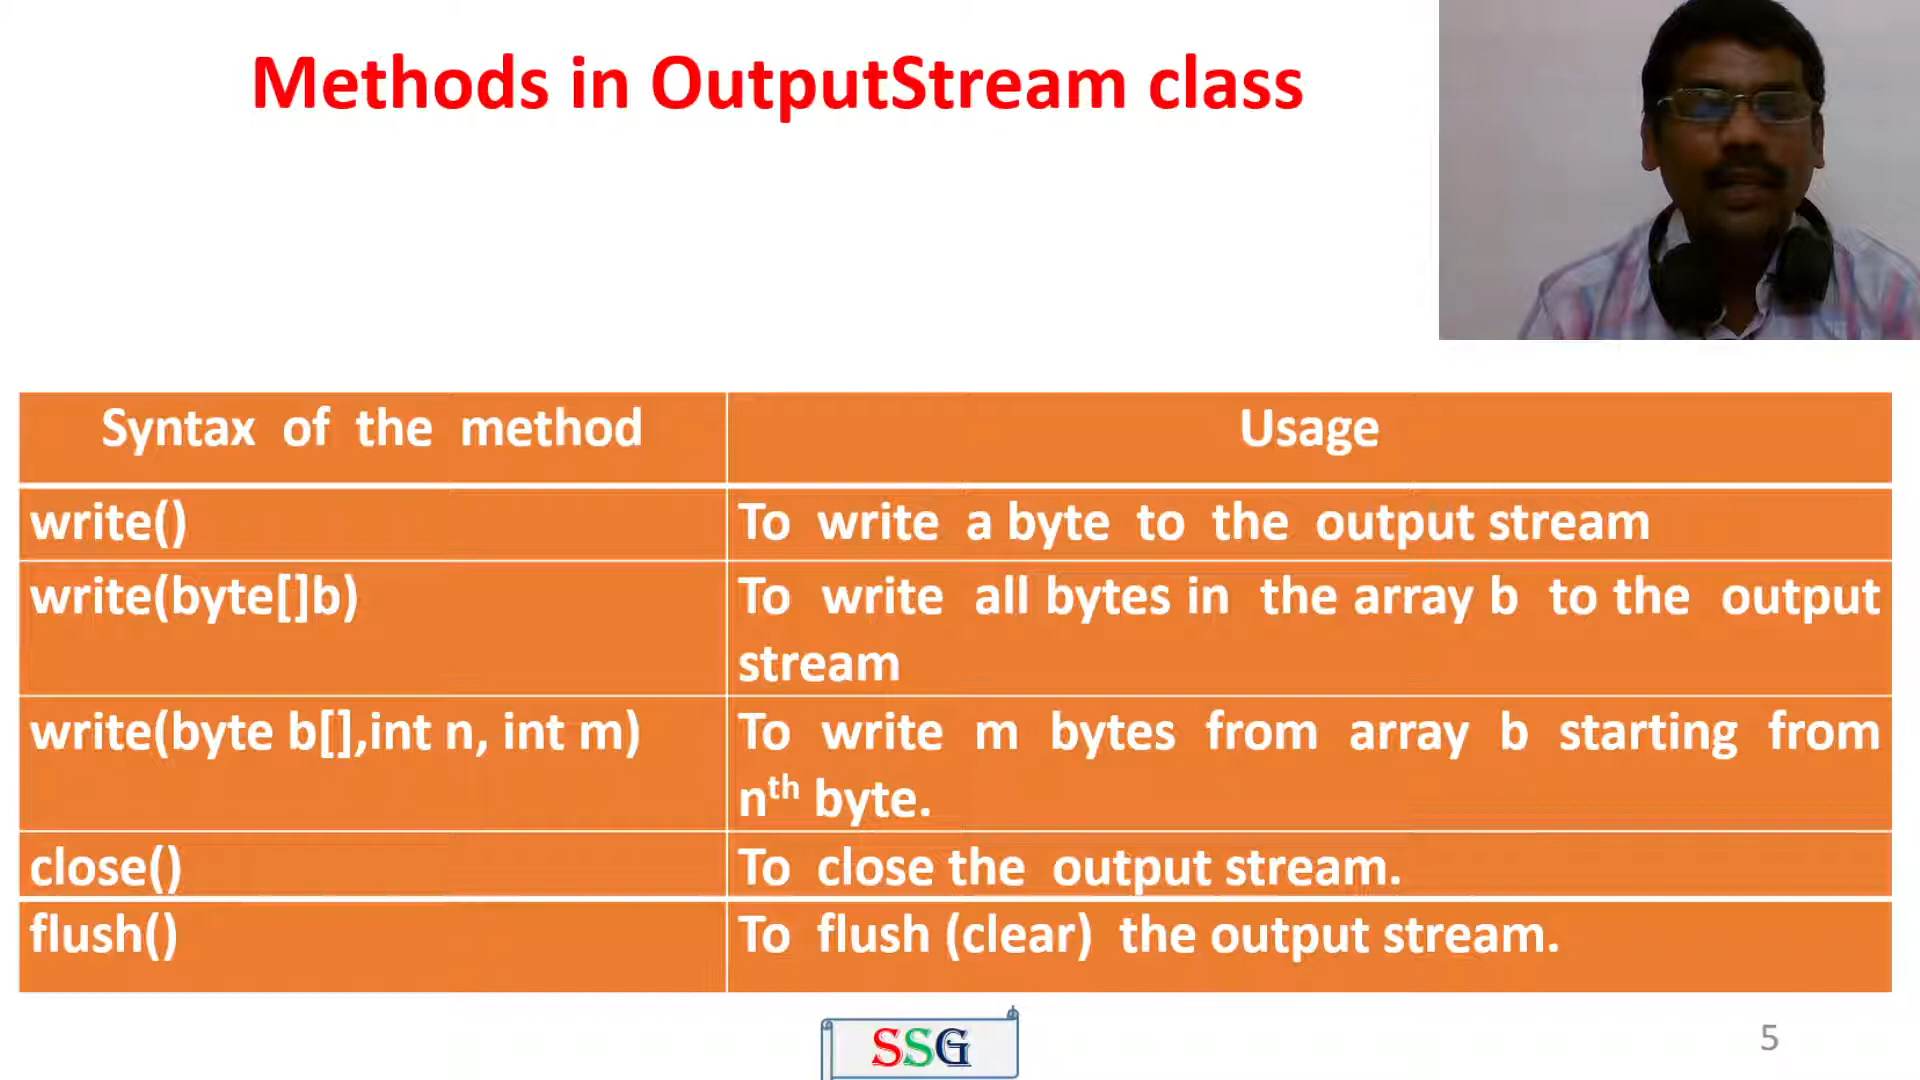 Methods in OutputStream class
Syntax of the method
Usage
write()
To write a byte to the output stream
write(byte[]b)
To write all bytes in the array b to the output
stream
write(byte b[],int n, int m)
To write m bytes from array b starting from
nth byte.
close()
To close the output stream.
flush()
To flush (clear) the output stream.
SSG
5